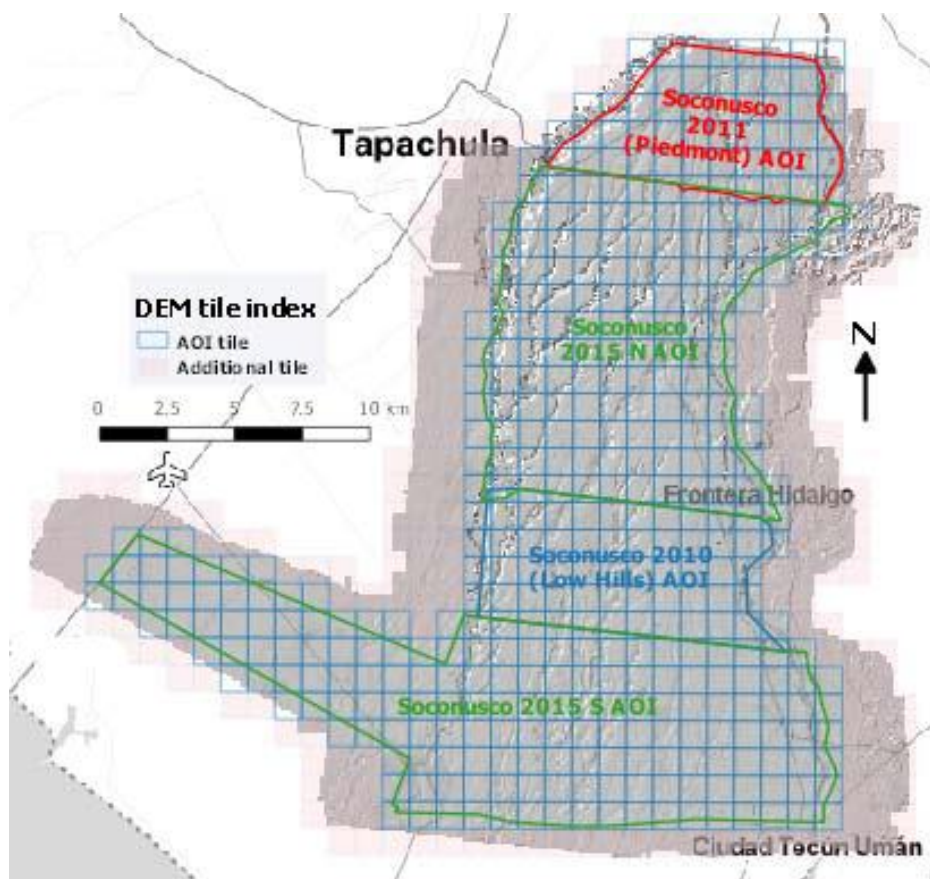 Soconusco
2011
(Piedmont) AOI
Tapachula
DEM tile index
AOI tile
Additional tile
0 2.5 5 7.5 10 km
Soconusco
2015 N AOI
N
Frontera Hidalgo
Soconusco 2010
(Low Hills) AOI
Soconusco 2015 S AOI
Ciudad Tecún Umán